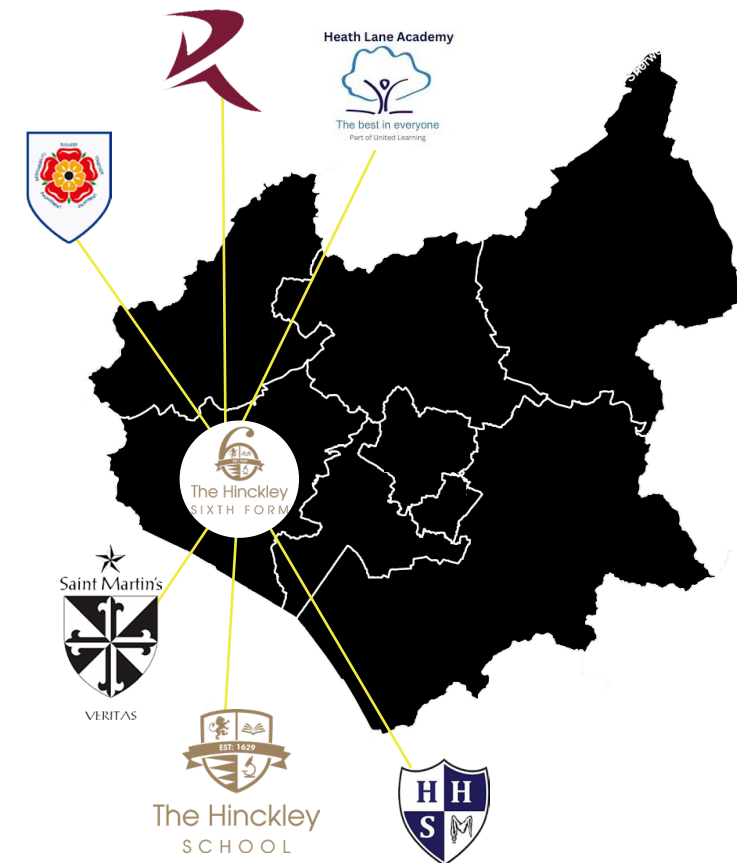 Heath Lane Academy
The best in everyone
Part of United Learning
The Hinckley
SIXTH FORM
Saint Martin's
VERITAS
EST: 1629
The Hinckley
SCHOOL
H H
S M